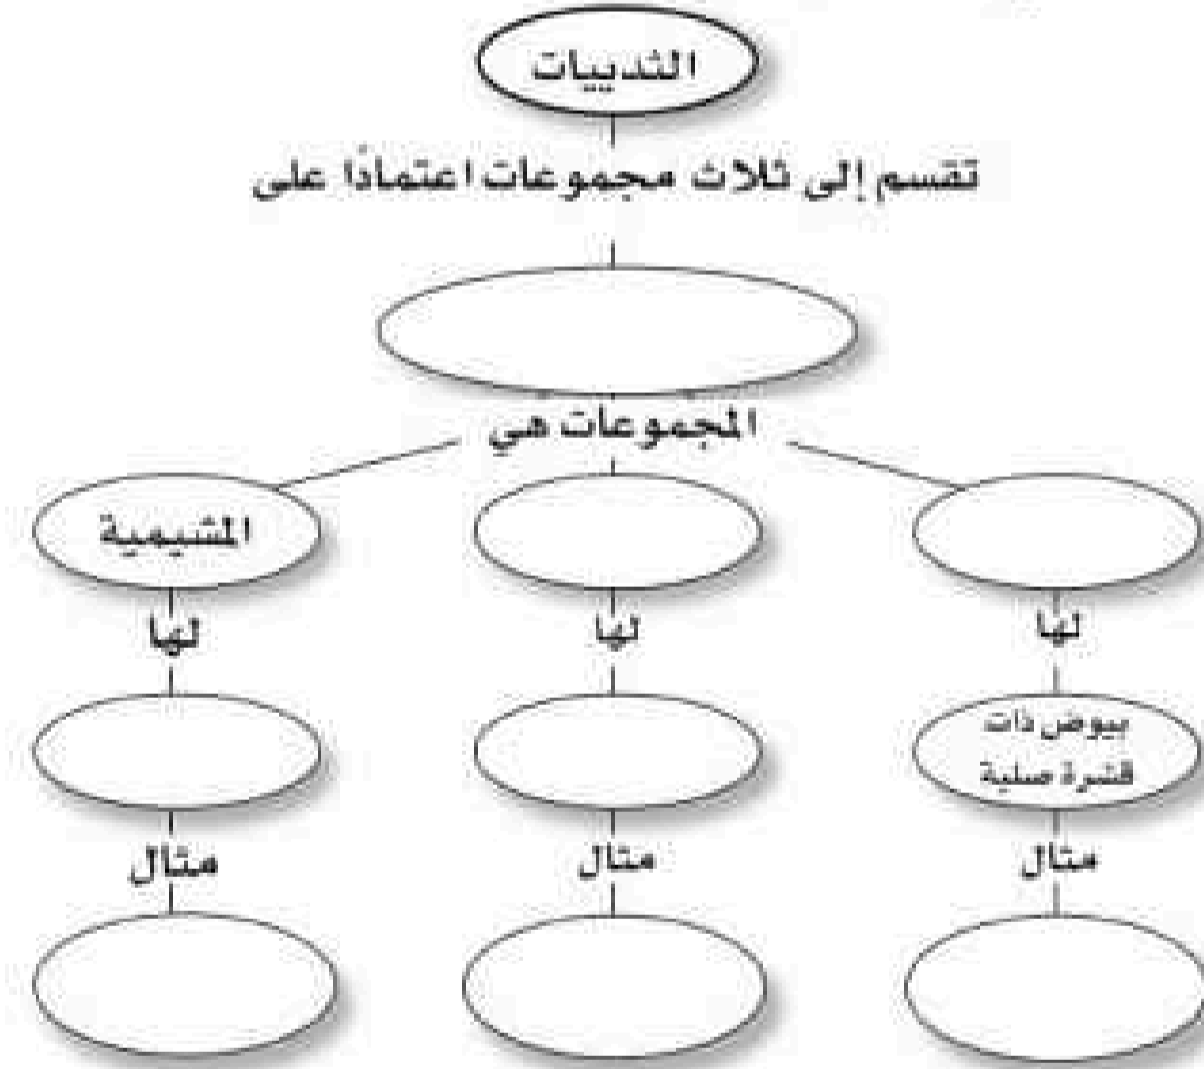 الثدييات
تقسم إلى ثلاث مجموعات اعتمادًا على
المجموعات هي
المشيمية
لها
لها
لها
بيوض ذات
قشرة صلبة
مثال
مثال
مثال